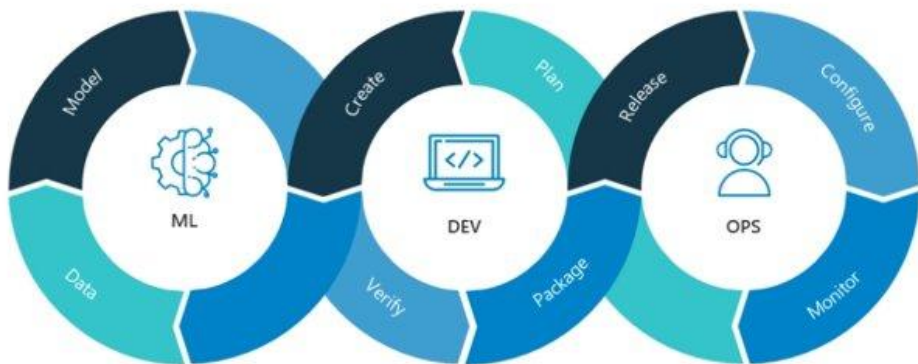 Model
ML
Data
Create
Plan
DEV
Verify
Package
Release
Configure
OPS
Monitor